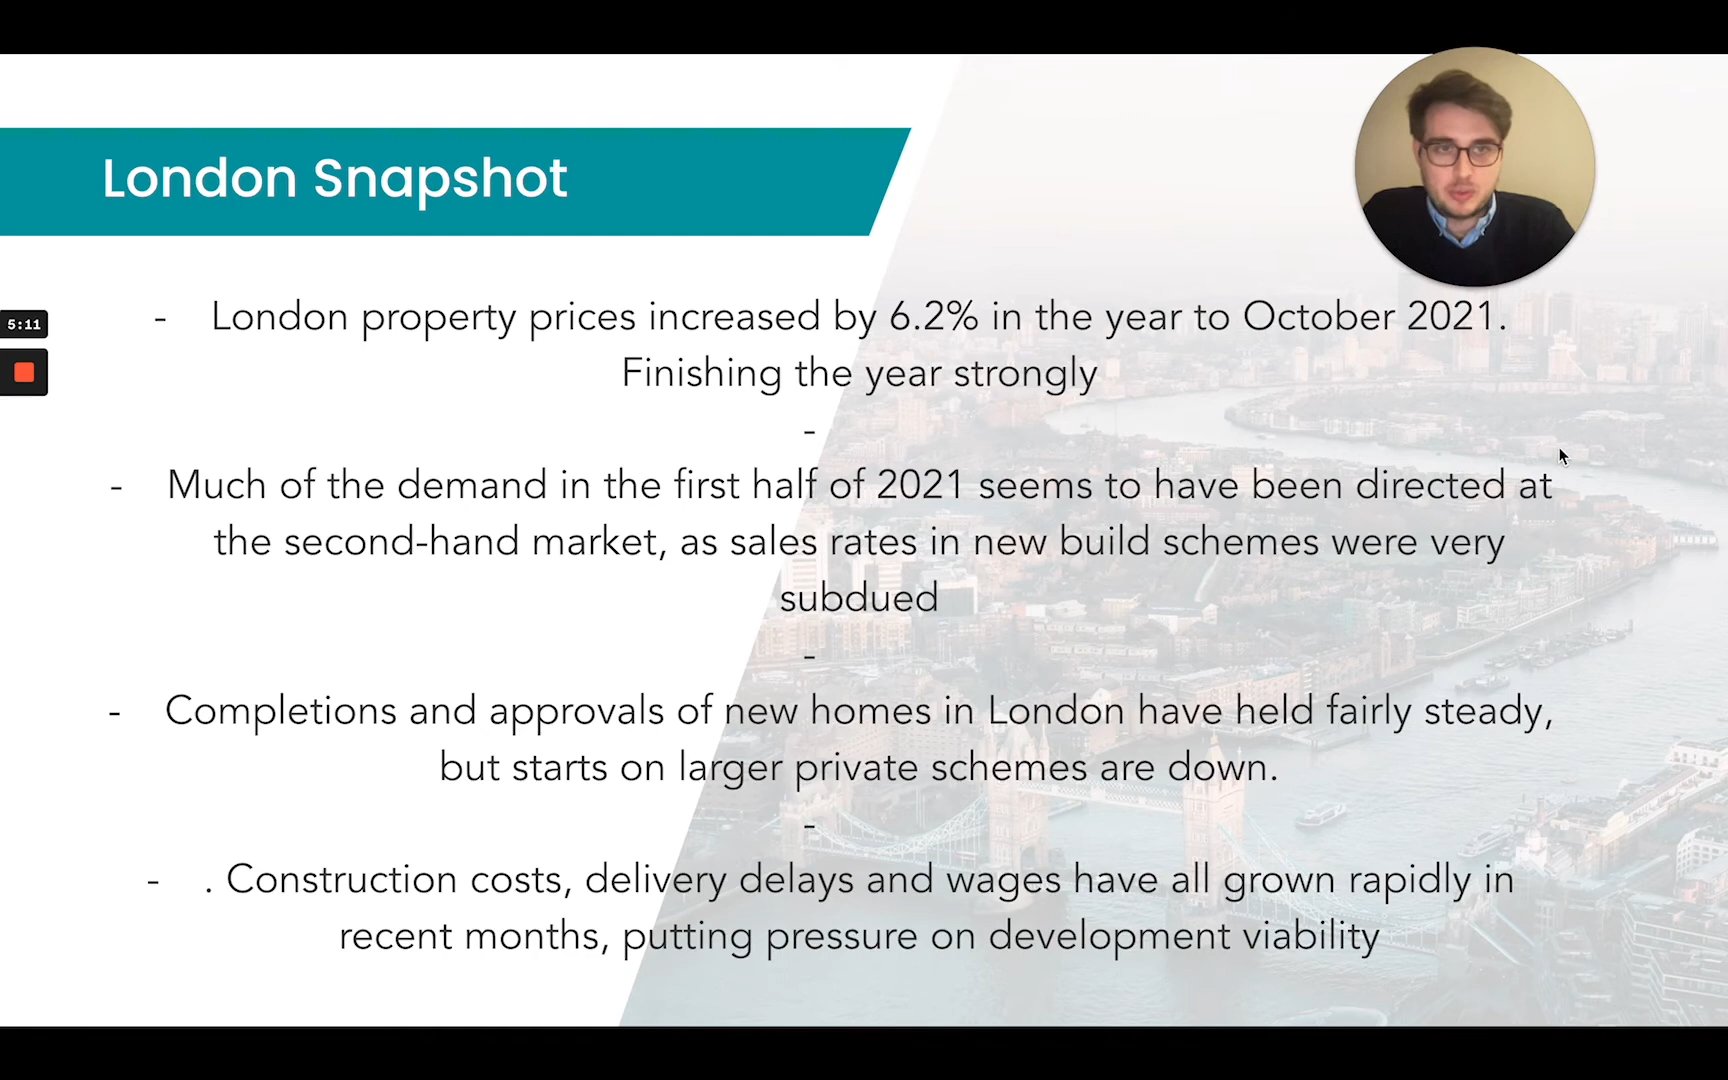 London Snapshot
5:11
- London property prices increased by 6.2% in the year to October 2021.
Finishing the year strongly
-
- Much of the demand in the first half of 2021 seems to have been directed at
the second-hand market, as sales rates in new build schemes were very
subdued
-
- Completions and approvals of new homes in London have held fairly steady,
but starts on larger private schemes are down.
-
- . Construction costs, delivery delays and wages have all grown rapidly in
recent months, putting pressure on development viability